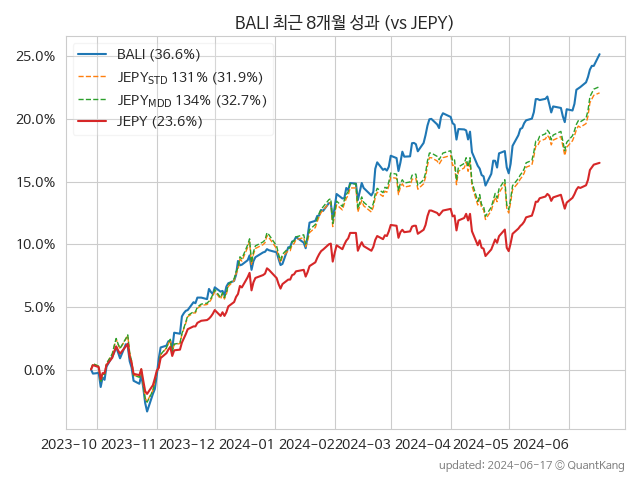 BALI 최근 8개월 성과 (vs JEPY)
25.0%
20.0%
15.0%
10.0%
5.0%
0.0%
BALI (36.6%)
JEPY_STD 131% (31.9%)
JEPY_MDD 134% (32.7%)
JEPY (23.6%)
2023-10 2023-11 2023-12 2024-01 2024-02 2024-03 2024-04 2024-05 2024-06
updated: 2024-06-17 © QuantKang